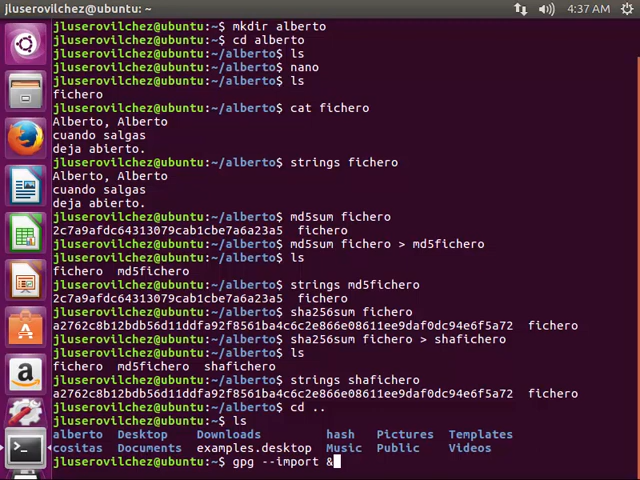 jluserovilchez@ubuntu: ~
4:37 AM
jluserovilchez@ubuntu:~$ mkdir alberto
jluserovilchez@ubuntu:~$ cd alberto
jluserovilchez@ubuntu:~/alberto$ ls
jluserovilchez@ubuntu:~/alberto$ nano
jluserovilchez@ubuntu:~/alberto$ ls
fichero
jluserovilchez@ubuntu:~/alberto$ cat fichero
Alberto, Alberto
cuando salgas
deja abierto.
jluserovilchez@ubuntu:~/alberto$ strings fichero
Alberto, Alberto
cuando salgas
deja abierto.
jluserovilchez@ubuntu:~/alberto$ md5sum fichero
2c7a9afdc64313079cab1cbe7a6a23a5  fichero
jluserovilchez@ubuntu:~/alberto$ md5sum fichero > md5fichero
jluserovilchez@ubuntu:~/alberto$ ls
fichero  md5fichero
jluserovilchez@ubuntu:~/alberto$ strings md5fichero
2c7a9afdc64313079cab1cbe7a6a23a5  fichero
jluserovilchez@ubuntu:~/alberto$ sha256sum fichero
a2762c8b12bdb56d11ddfa92f8561ba4c6c2e866e08611ee9daf0dc94e6f5a72  fichero
jluserovilchez@ubuntu:~/alberto$ sha256sum fichero > shafichero
jluserovilchez@ubuntu:~/alberto$ ls
fichero  md5fichero  shafichero
jluserovilchez@ubuntu:~/alberto$ strings shafichero
a2762c8b12bdb56d11ddfa92f8561ba4c6c2e866e08611ee9daf0dc94e6f5a72  fichero
jluserovilchez@ubuntu:~/alberto$ cd ..
jluserovilchez@ubuntu:~$ ls
alberto  Desktop  Downloads  hash  Pictures  Templates
cositas  Documents  examples.desktop  Music  Public  Videos
jluserovilchez@ubuntu:~$ gpg --import &